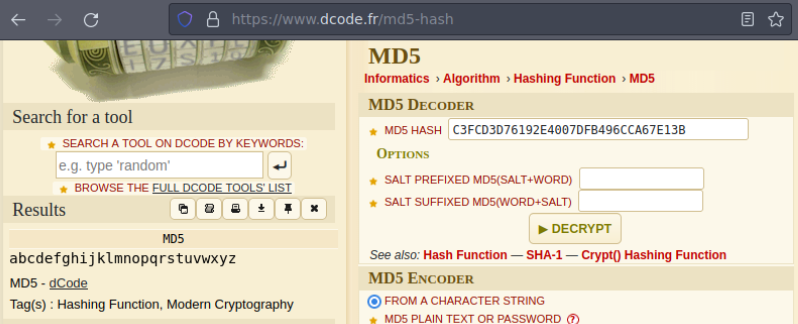 https://www.dcode.fr/md5-hash
Search for a tool
★ SEARCH A TOOL ON DCODE BY KEYWORDS:
e.g. type 'random'
★ BROWSE THE FULL DCODE TOOLS' LIST
Results
MD5
abcdefghijklmnopqrstuvwxyz
MD5 - dCode
Tag(s) : Hashing Function, Modern Cryptography
MD5
Informatics › Algorithm › Hashing Function › MD5
MD5 DECODER
★ MD5 HASH C3FCD3D76192E4007DFB496CCA67E13B
OPTIONS
★ SALT PREFIXED MD5(SALT+WORD)
★ SALT SUFFIXED MD5(WORD+SALT)
▶ DECRYPT
See also: Hash Function — SHA-1 — Crypt() Hashing Function
MD5 ENCODER
FROM A CHARACTER STRING
★ MD5 PLAIN TEXT OR PASSWORD ?